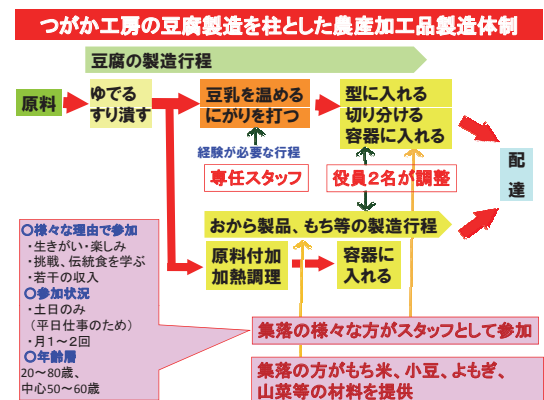 つがか工房の豆腐製造を柱とした農産加工品製造体制
豆腐の製造行程
原料
ゆでる
すり潰す
豆乳を温める
にがりを打つ
型に入れる
切り分ける
容器に入れる
配
達
経験が必要な行程
専任スタッフ
役員2名が調整
おから製品、もち等の製造行程
原料付加
加熱調理
容器に
入れる
○様々な理由で参加
・生きがい・楽しみ
・挑戦、伝統食を学ぶ
・若干の収入
○参加状況
・土日のみ
（平日仕事のため）
・月1～2回
○年齢層
20～80歳、
中心50～60歳
集落の様々な方がスタッフとして参加
集落の方がもち米、小豆、よもぎ、
山菜等の材料を提供